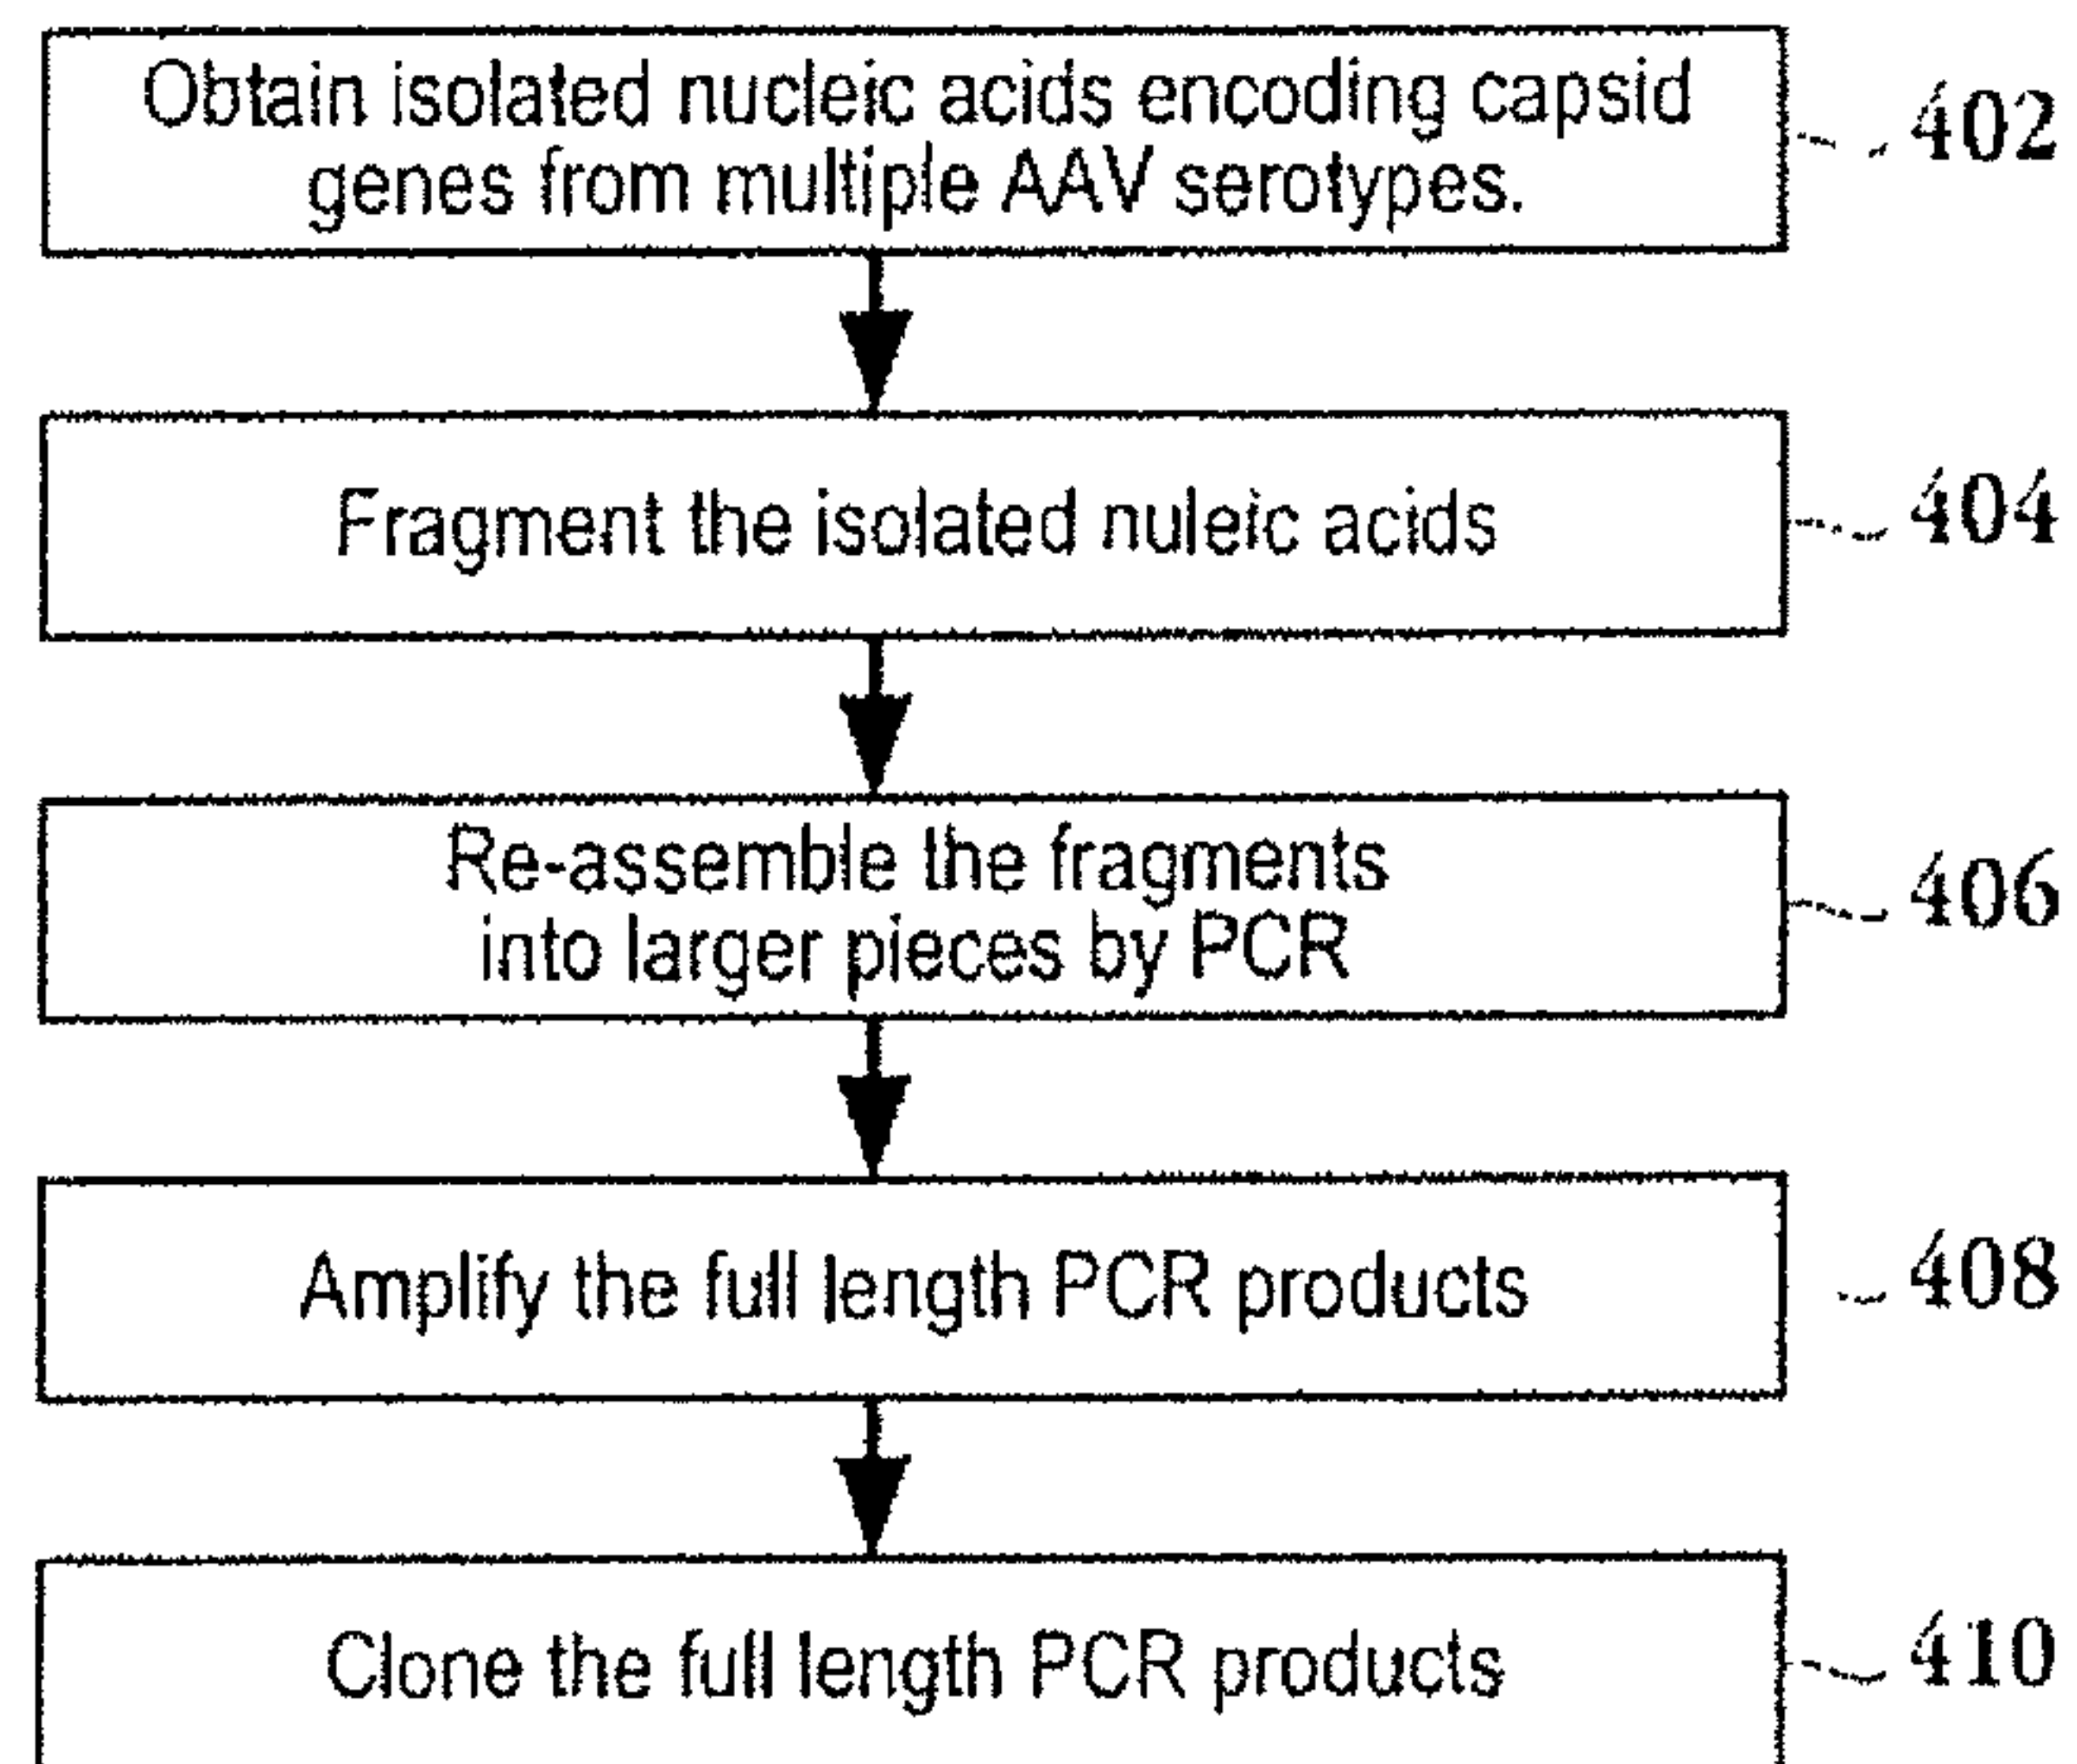 Obtain isolated nucleic acids encoding capsid
genes from multiple AAV serotypes.
402
Fragment the isolated nuleic acids
404
Re-assemble the fragments
into larger pieces by PCR
406
Amplify the full length PCR products
408
Clone the full length PCR products
410